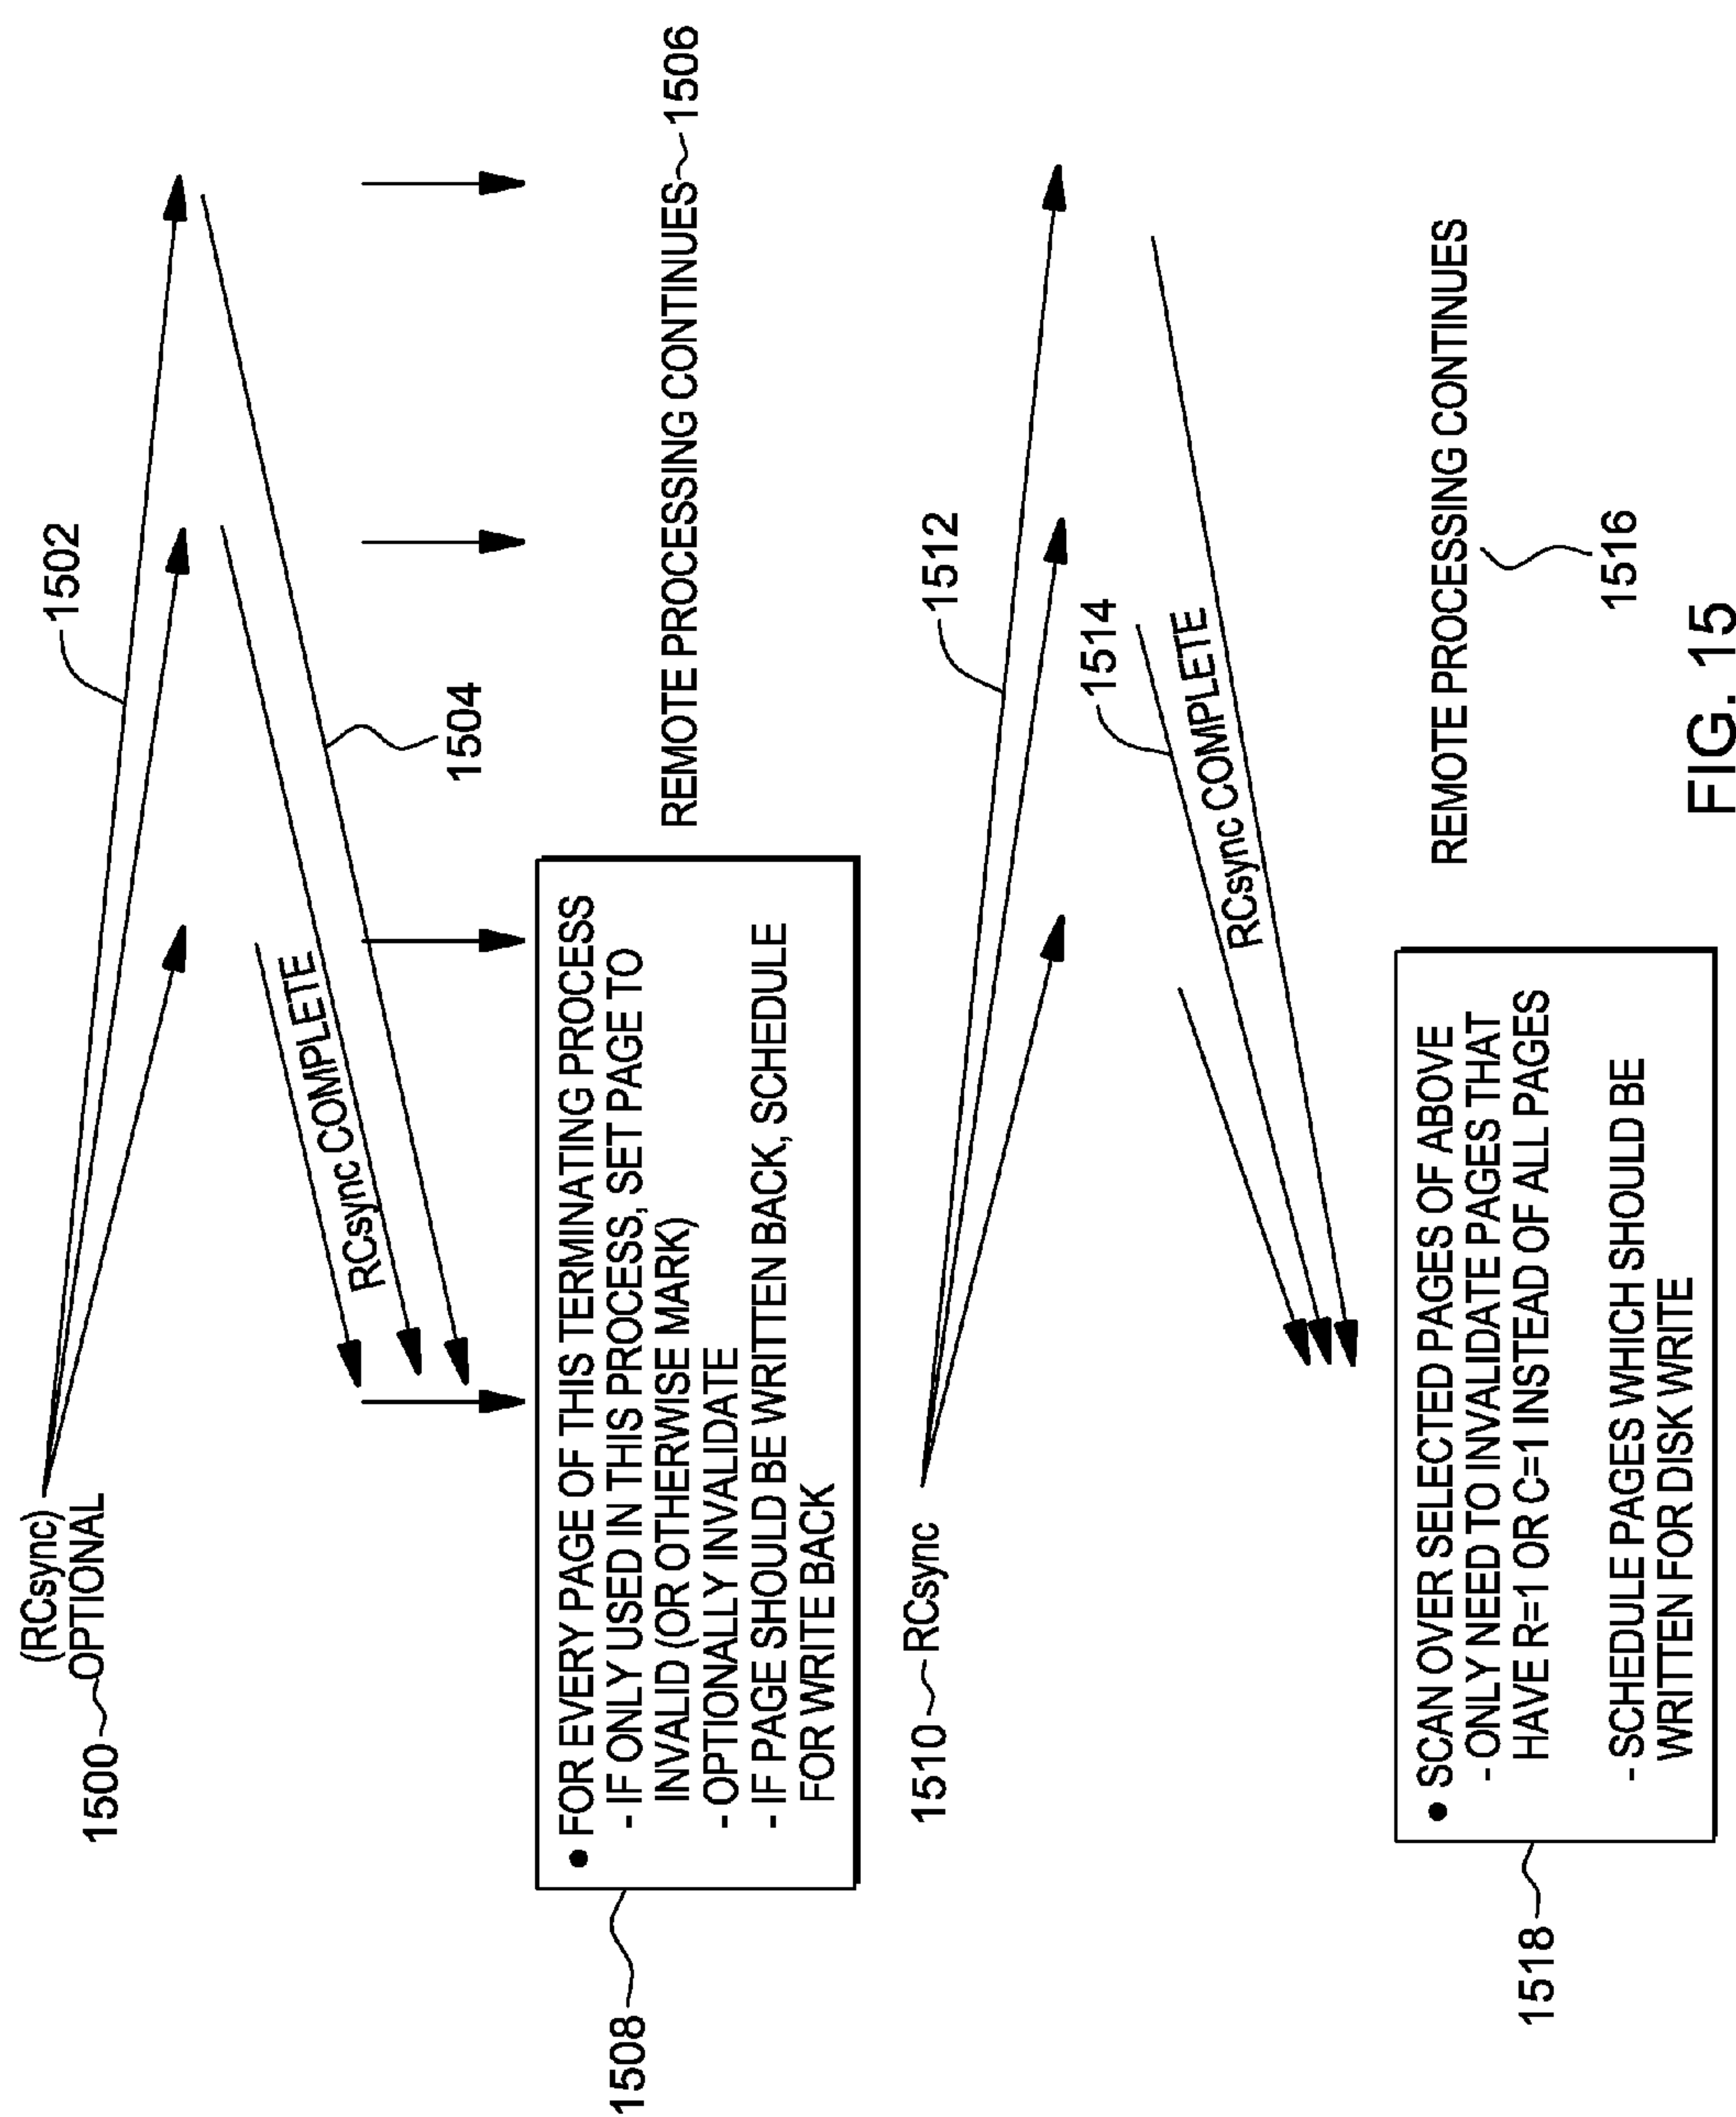 (RCsync)
OPTIONAL
1500
1502
RCsync COMPLETE
1504
REMOTE PROCESSING CONTINUES
1506
1508
• FOR EVERY PAGE OF THIS TERMINATING PROCESS
- IF ONLY USED IN THIS PROCESS, SET PAGE TO
INVALID (OR OTHERWISE MARK)
- OPTIONALLY INVALIDATE
- IF PAGE SHOULD BE WRITTEN BACK, SCHEDULE
FOR WRITE BACK
1510
RCsync
1512
1514
RCsync COMPLETE
REMOTE PROCESSING CONTINUES
1516
1518
• SCAN OVER SELECTED PAGES OF ABOVE
- ONLY NEED TO INVALIDATE PAGES THAT
HAVE R=1 OR C=1 INSTEAD OF ALL PAGES
- SCHEDULE PAGES WHICH SHOULD BE
WRITTEN FOR DISK WRITE
FIG. 15